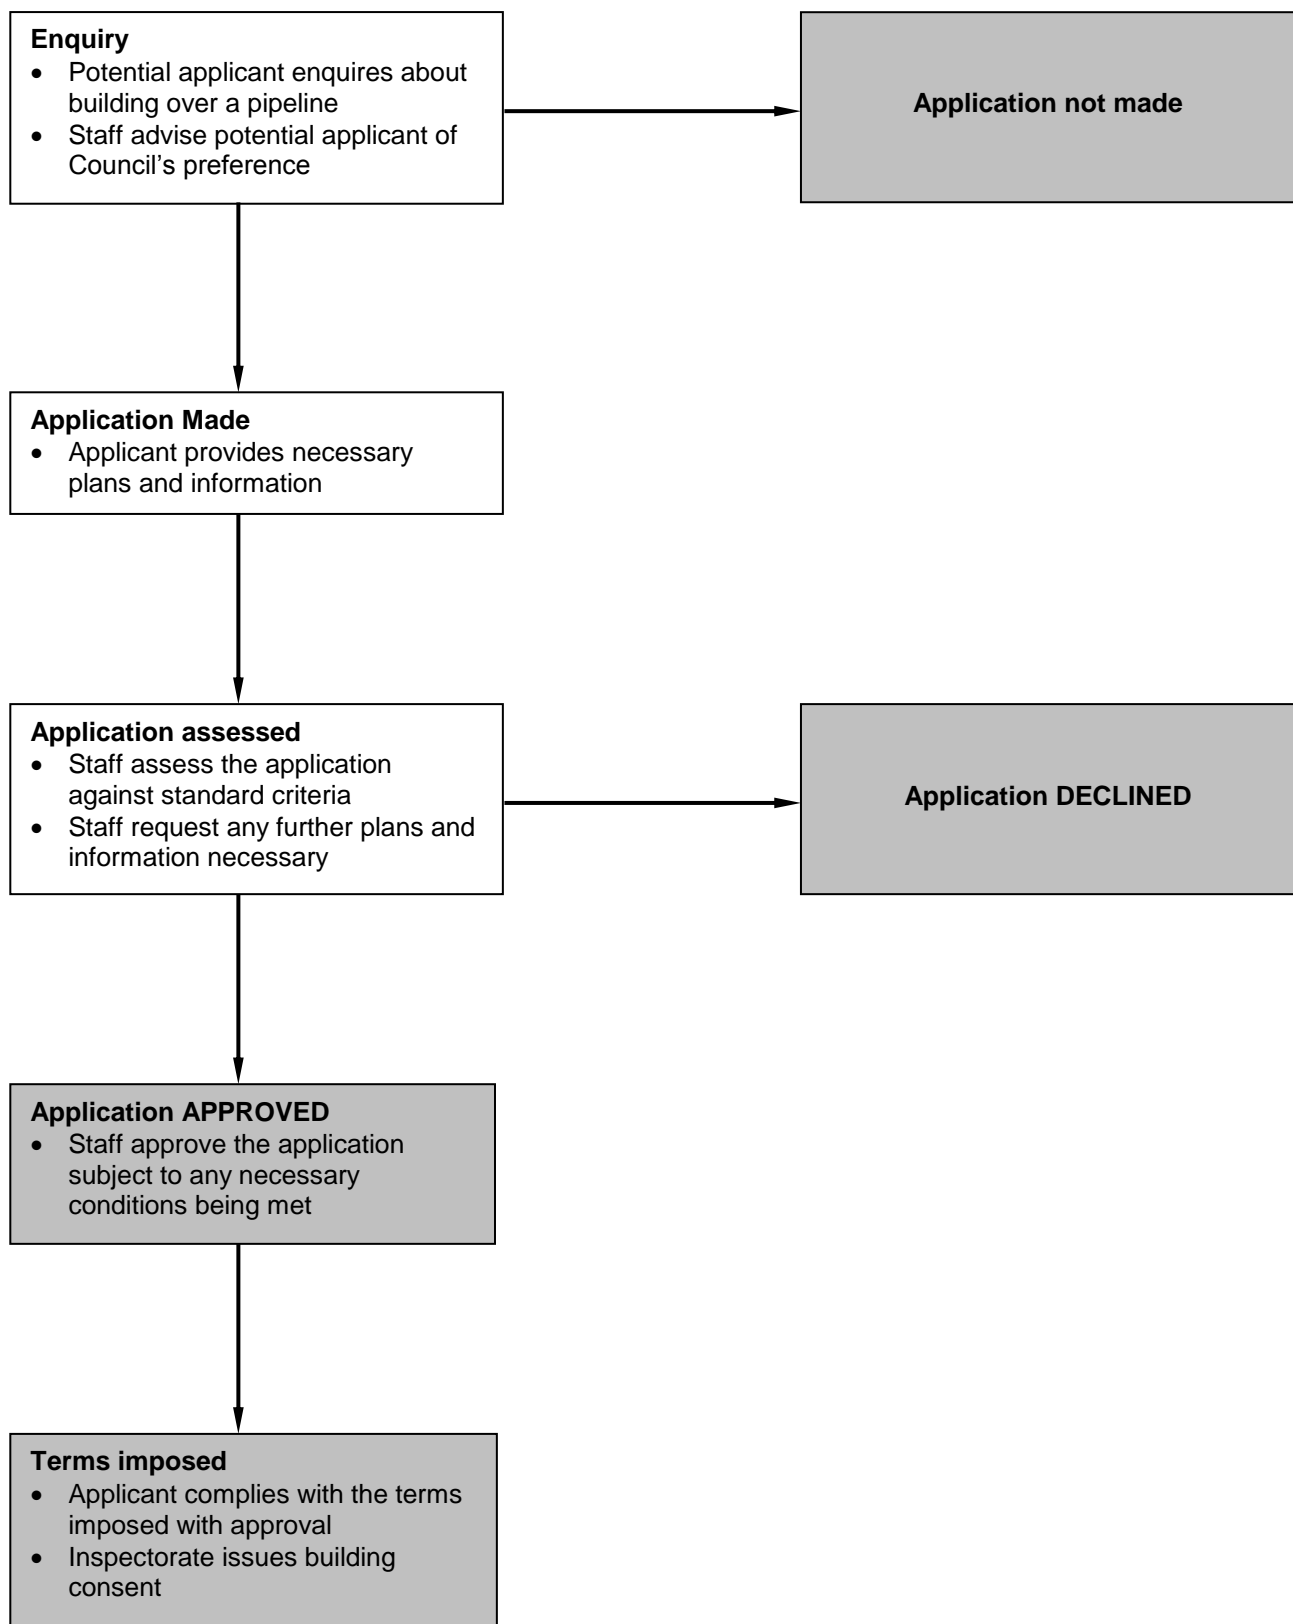 Enquiry
• Potential applicant enquires about
building over a pipeline
• Staff advise potential applicant of
Council’s preference
Application not made
Application Made
• Applicant provides necessary
plans and information
Application assessed
• Staff assess the application
against standard criteria
• Staff request any further plans and
information necessary
Application DECLINED
Application APPROVED
• Staff approve the application
subject to any necessary
conditions being met
Terms imposed
• Applicant complies with the terms
imposed with approval
• Inspectorate issues building
consent